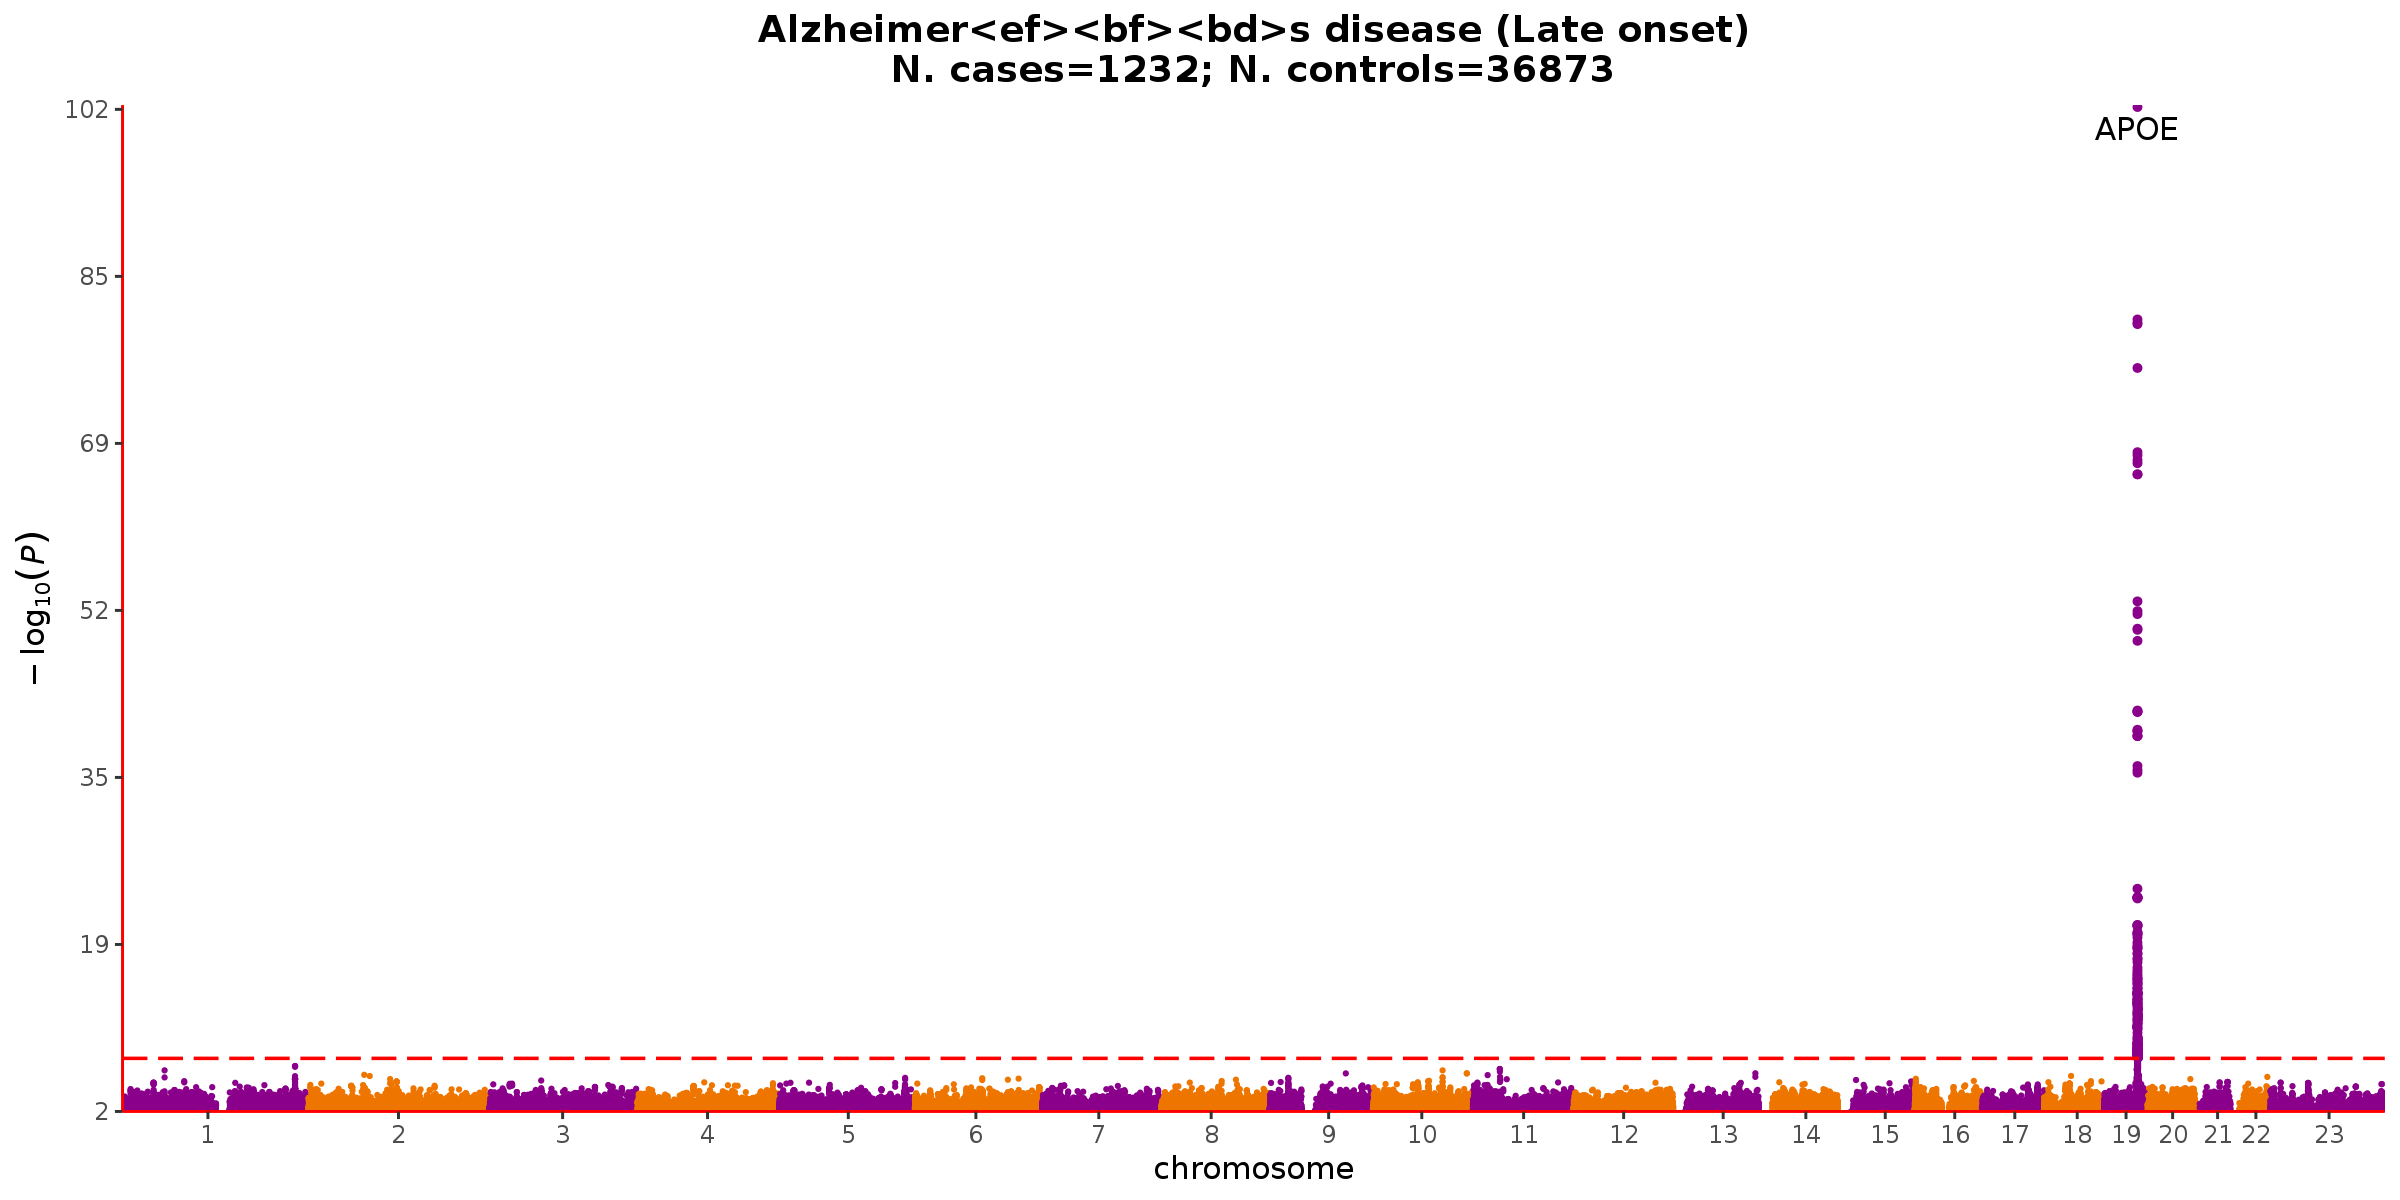 Alzheimer<ef><bf><bd>s disease (Late onset)
N. cases=1232; N. controls=36873
102
APOE
85
69
52
35
19
2
−log10(P)
1 2 3 4 5 6 7 8 9 10 11 12 13 14 15 16 17 18 19 20 21 22 23
chromosome